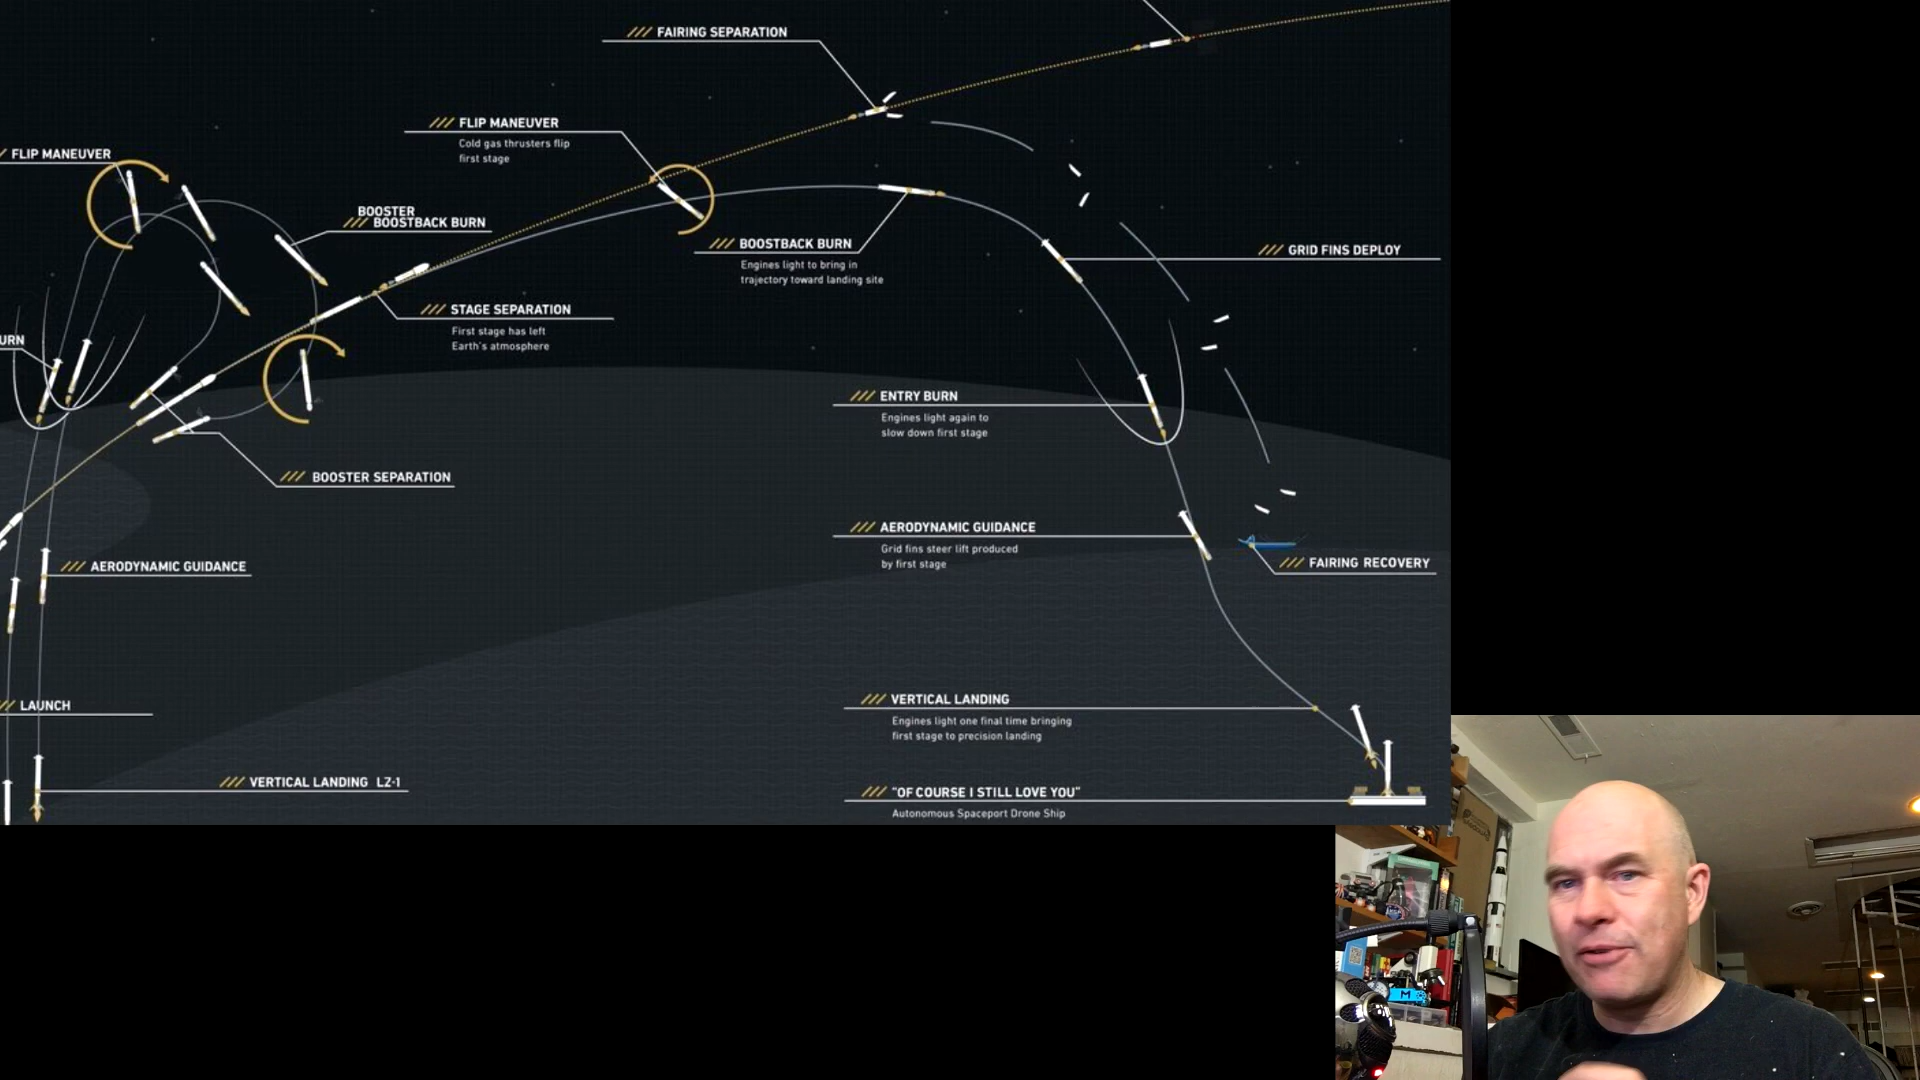 /// FAIRING SEPARATION
/// FLIP MANEUVER
Cold gas thrusters flip
first stage
/ FLIP MANEUVER
BOOSTER
/// BOOSTBACK BURN
/// BOOSTBACK BURN
Engines light to bring in
trajectory toward landing site
/// GRID FINS DEPLOY
/// STAGE SEPARATION
First stage has left
Earth's atmosphere
URN
/// ENTRY BURN
Engines light again to
slow down first stage
/// BOOSTER SEPARATION
/// AERODYNAMIC GUIDANCE
Grid fins steer lift produced
by first stage
/// FAIRING RECOVERY
/// AERODYNAMIC GUIDANCE
/// VERTICAL LANDING
Engines light one final time bringing
first stage to precision landing
// LAUNCH
/// VERTICAL LANDING LZ-1
/// "OF COURSE I STILL LOVE YOU"
Autonomous Spaceport Drone Ship
M